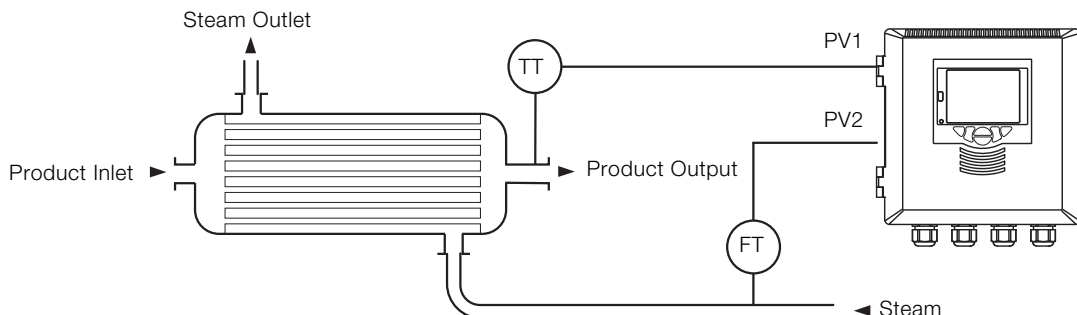 Steam Outlet
PV1
TT
PV2
Product Inlet
Product Output
FT
Steam